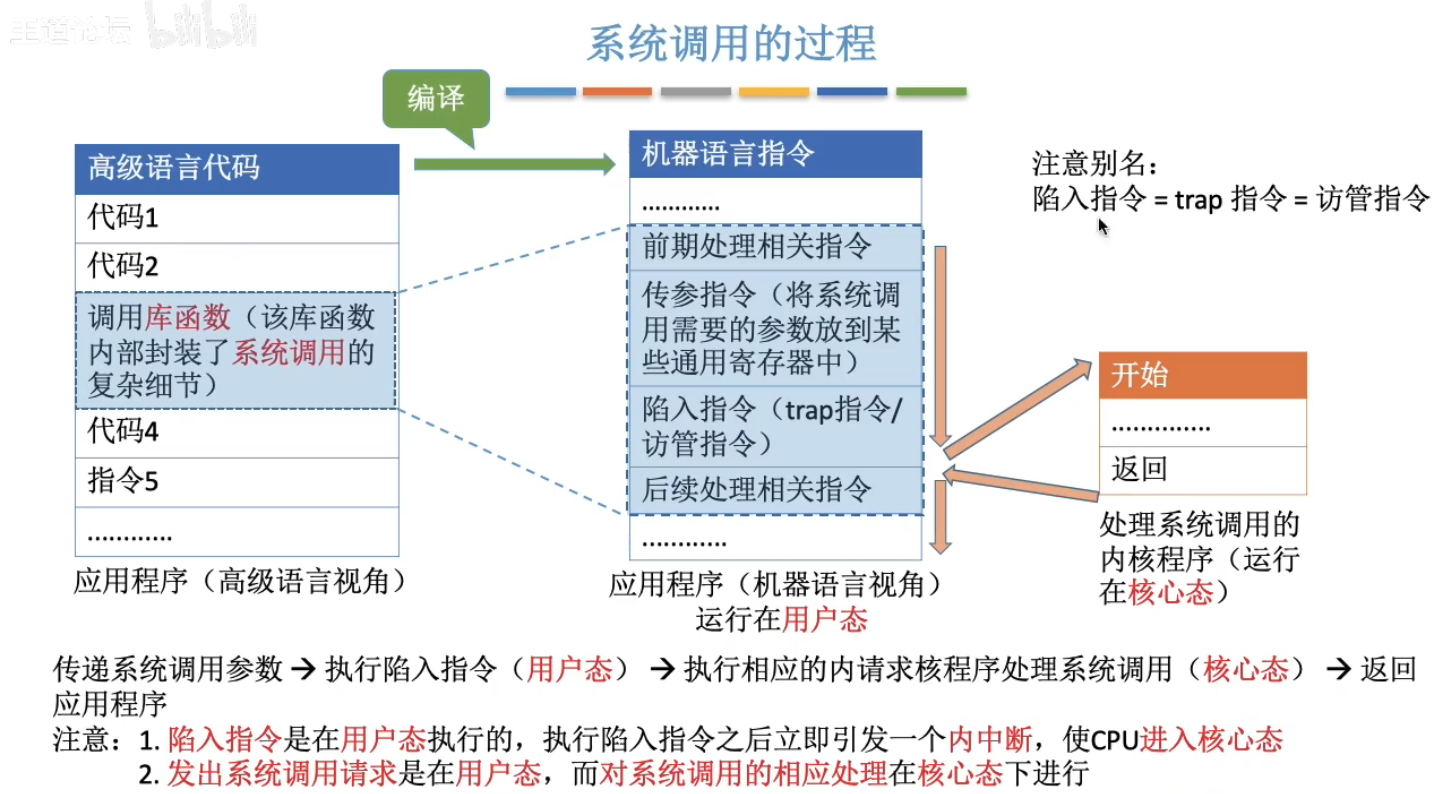 王道论坛 bilibili
系统调用的过程
编译
高级语言代码
代码1
代码2
调用库函数（该库函数
内部封装了系统调用的
复杂细节）
代码4
指令5
............
应用程序（高级语言视角）
机器语言指令
............
前期处理相关指令
传参指令（将系统调
用需要的参数放到某
些通用寄存器中）
陷入指令（trap指令/
访管指令）
后续处理相关指令
............
应用程序（机器语言视角）
运行在用户态
注意别名：
陷入指令 = trap 指令 = 访管指令
开始
..............
返回
处理系统调用的
内核程序（运行
在核心态）
传递系统调用参数 → 执行陷入指令（用户态） → 执行相应的内请求核程序处理系统调用（核心态） → 返回
应用程序
注意：1. 陷入指令是在用户态执行的，执行陷入指令之后立即引发一个内中断，使CPU进入核心态
2. 发出系统调用请求是在用户态，而对系统调用的相应处理在核心态下进行